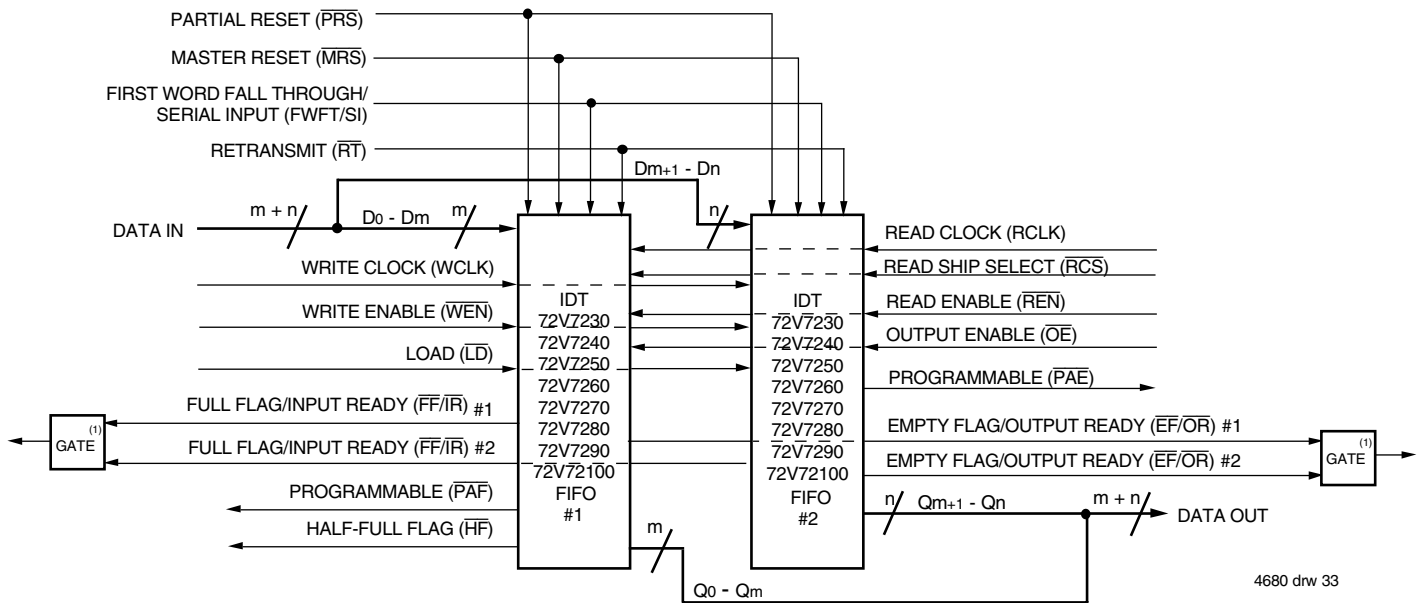 PARTIAL RESET (PRS)
MASTER RESET (MRS)
FIRST WORD FALL THROUGH/
SERIAL INPUT (FWFT/SI)
RETRANSMIT (RT)
Dm+1 - Dn
m + n
D0 - Dm
m
n
DATA IN
READ CLOCK (RCLK)
WRITE CLOCK (WCLK)
READ SHIP SELECT (RCS)
WRITE ENABLE (WEN)
READ ENABLE (REN)
LOAD (LD)
OUTPUT ENABLE (OE)
PROGRAMMABLE (PAE)
IDT
72V7230
72V7240
72V7250
72V7260
72V7270
72V7280
72V7290
72V72100
FIFO
#1
IDT
72V7230
72V7240
72V7250
72V7260
72V7270
72V7280
72V7290
72V72100
FIFO
#2
FULL FLAG/INPUT READY (FF/IR) #1
FULL FLAG/INPUT READY (FF/IR) #2
(1)
GATE
EMPTY FLAG/OUTPUT READY (EF/OR) #1
EMPTY FLAG/OUTPUT READY (EF/OR) #2
(1)
GATE
PROGRAMMABLE (PAF)
HALF-FULL FLAG (HF)
m
n
Qm+1 - Qn
m + n
DATA OUT
Q0 - Qm
4680 drw 33